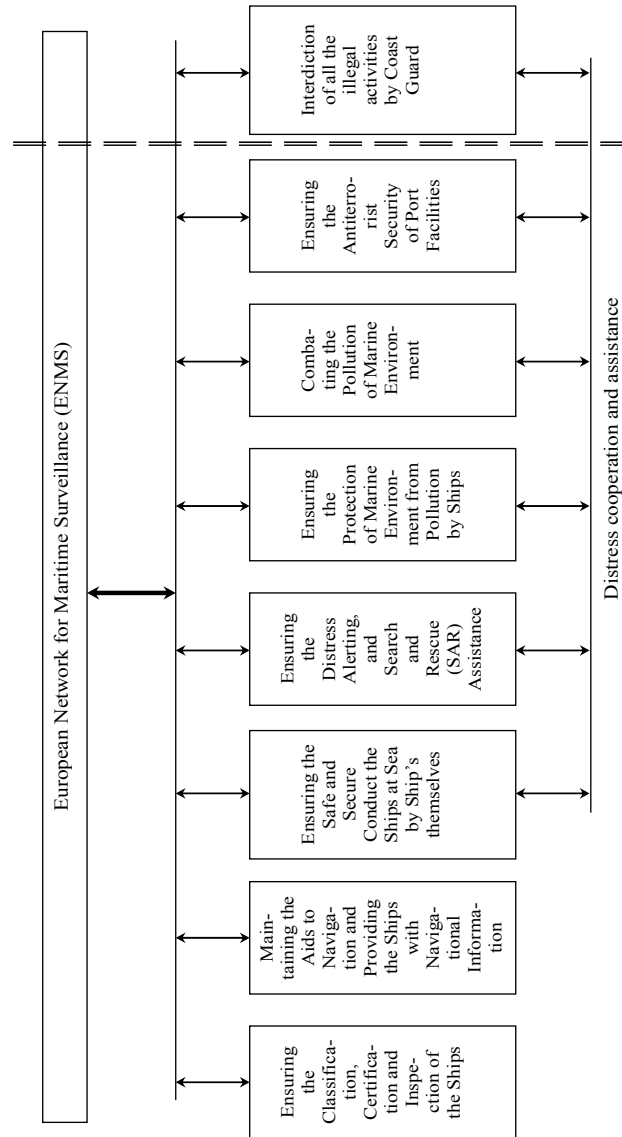 European Network for Maritime Surveillance (ENMS)
Ensuring
the
Classifica-
tion,
Certifica-
tion and
Inspe-
ction of
the Ships
Main-
taining the
Aids to
Naviga-
tion and
Providing
the Ships
with
Naviga-
tional
Informa-
tion
Ensuring the
Safe and
Secure
Conduct the
Ships at Sea
by Ship's
themselves
Ensuring
the
Distress
Alerting,
and
Search
and
Rescue
(SAR)
Assistance
Ensuring
the
Protection
of Marine
Environ-
ment from
Pollution
by Ships
Comba-
ting the
Pollution
of Marine
Environ-
ment
Ensuring
the
Antiterro-
rist
Security
of Port
Facilities
Interdiction
of all the
illegal
activities
by Coast
Guard
Distress cooperation and assistance